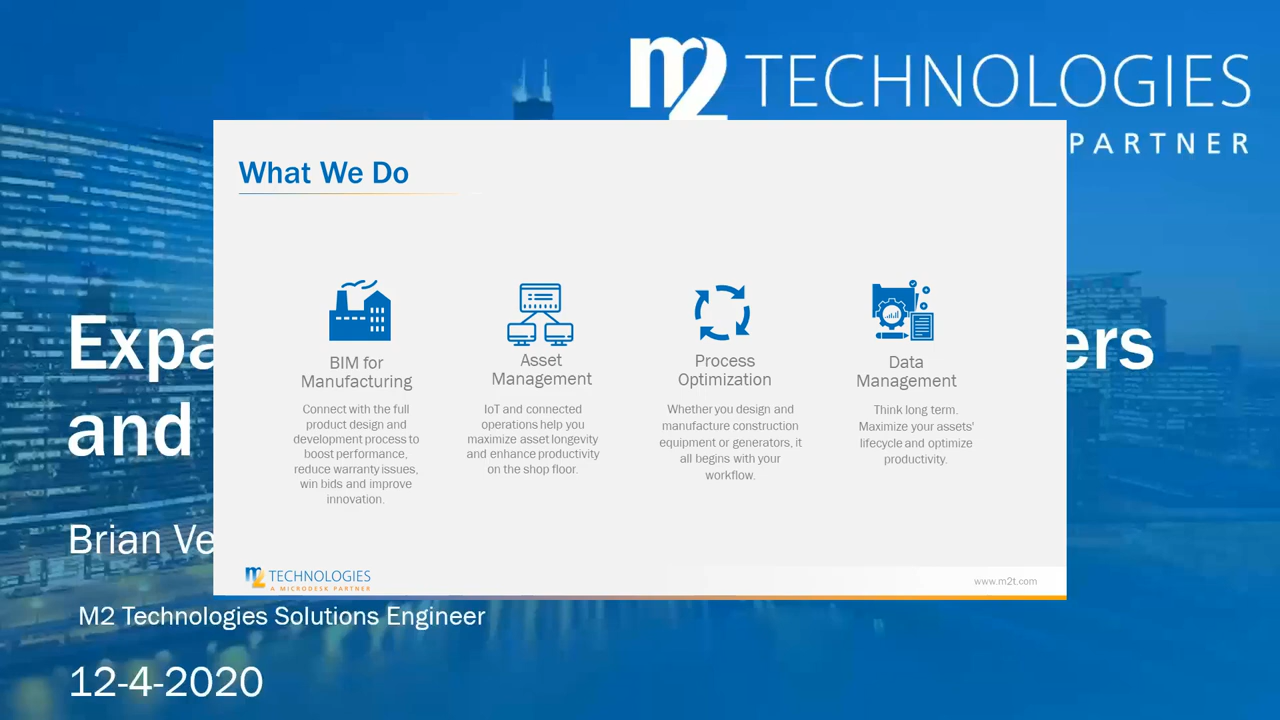 m2 TECHNOLOGIES
PARTNER
What We Do
BIM for
Manufacturing
Connect with the full
product design and
development process to
boost performance,
reduce warranty issues,
win bids and improve
innovation.
Asset
Management
IoT and connected
operations help you
maximize asset longevity
and enhance productivity
on the shop floor.
Process
Optimization
Whether you design and
manufacture construction
equipment or generators, it
all begins with your
workflow.
Data
Management
Think long term.
Maximize your assets'
lifecycle and optimize
productivity.
m2 TECHNOLOGIES
A MICRODESK PARTNER
www.m2t.com
and
Brian
M2 Technologies Solutions Engineer
12-4-2020